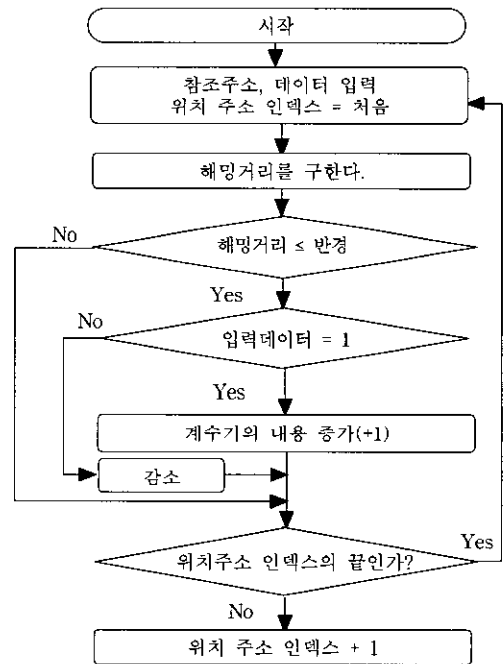 시작
참조주소, 데이터 입력
위치 주소 인덱스 = 처음
해밍거리를 구한다.
No
해밍거리 ≤ 반경
Yes
No
입력데이터 = 1
Yes
계수기의 내용 증가(+1)
감소
위치주소 인덱스의 끝인가?
Yes
No
위치 주소 인덱스 + 1